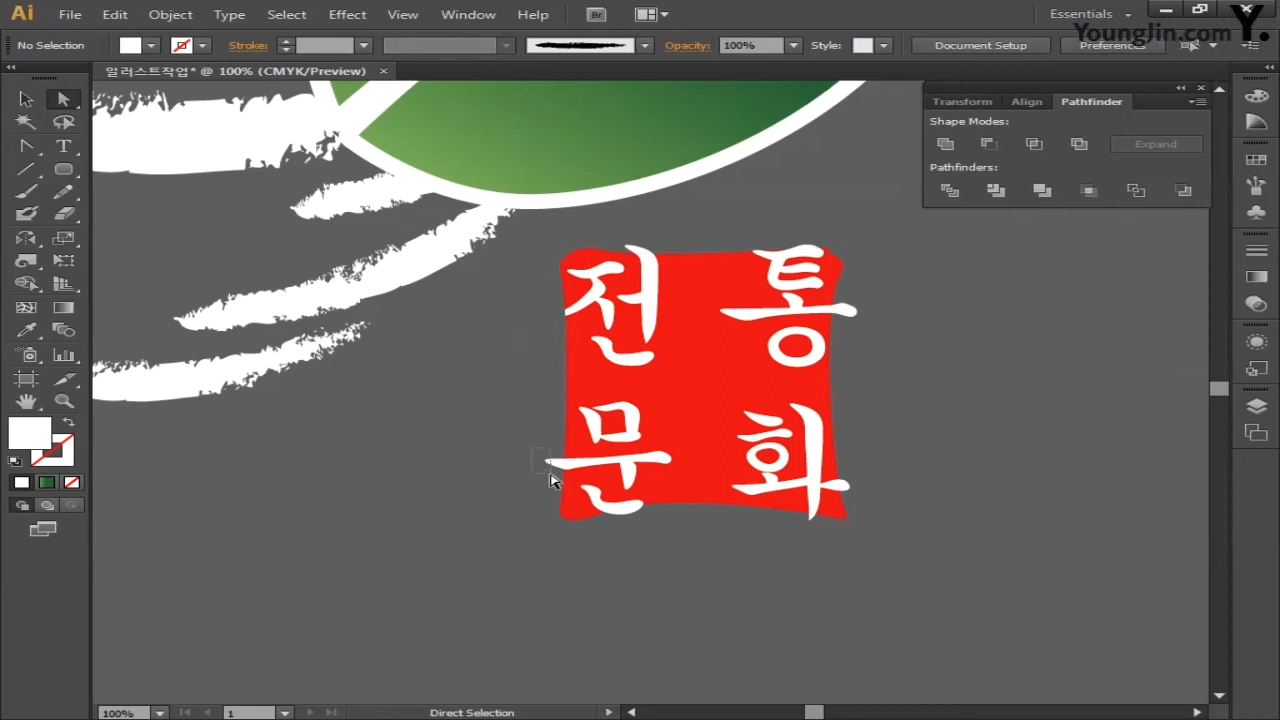 Ai File Edit Object Type Select Effect View Window Help Br Essentials
YoungJin.com Y.
No Selection Stroke: Opacity: 100% Style: Document Setup Preferences
일러스트작업* @ 100% (CMYK/Preview) ×
Transform Align Pathfinder
Shape Modes:
Expand
Pathfinders:
전 통
문 화
100% 1 Direct Selection